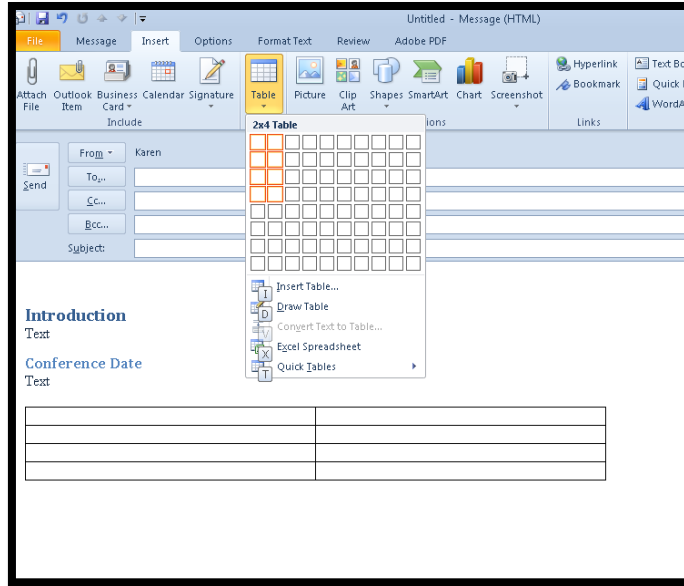 Untitled - Message (HTML)
File Message Insert Options Format Text Review Adobe PDF
Attach File
Outlook Item
Business Card
Calendar
Signature
Table
Picture
Clip Art
Shapes
SmartArt
Chart
Screenshot
Hyperlink
Bookmark
Text
Quick
Include
Links
2x4 Table
From Karen
To...
Send
Cc...
Bcc...
Subject:
Insert Table...
I
Draw Table
D
Convert Text to Table...
V
Excel Spreadsheet
X
Quick Tables
T
Introduction
Text
Conference Date
Text